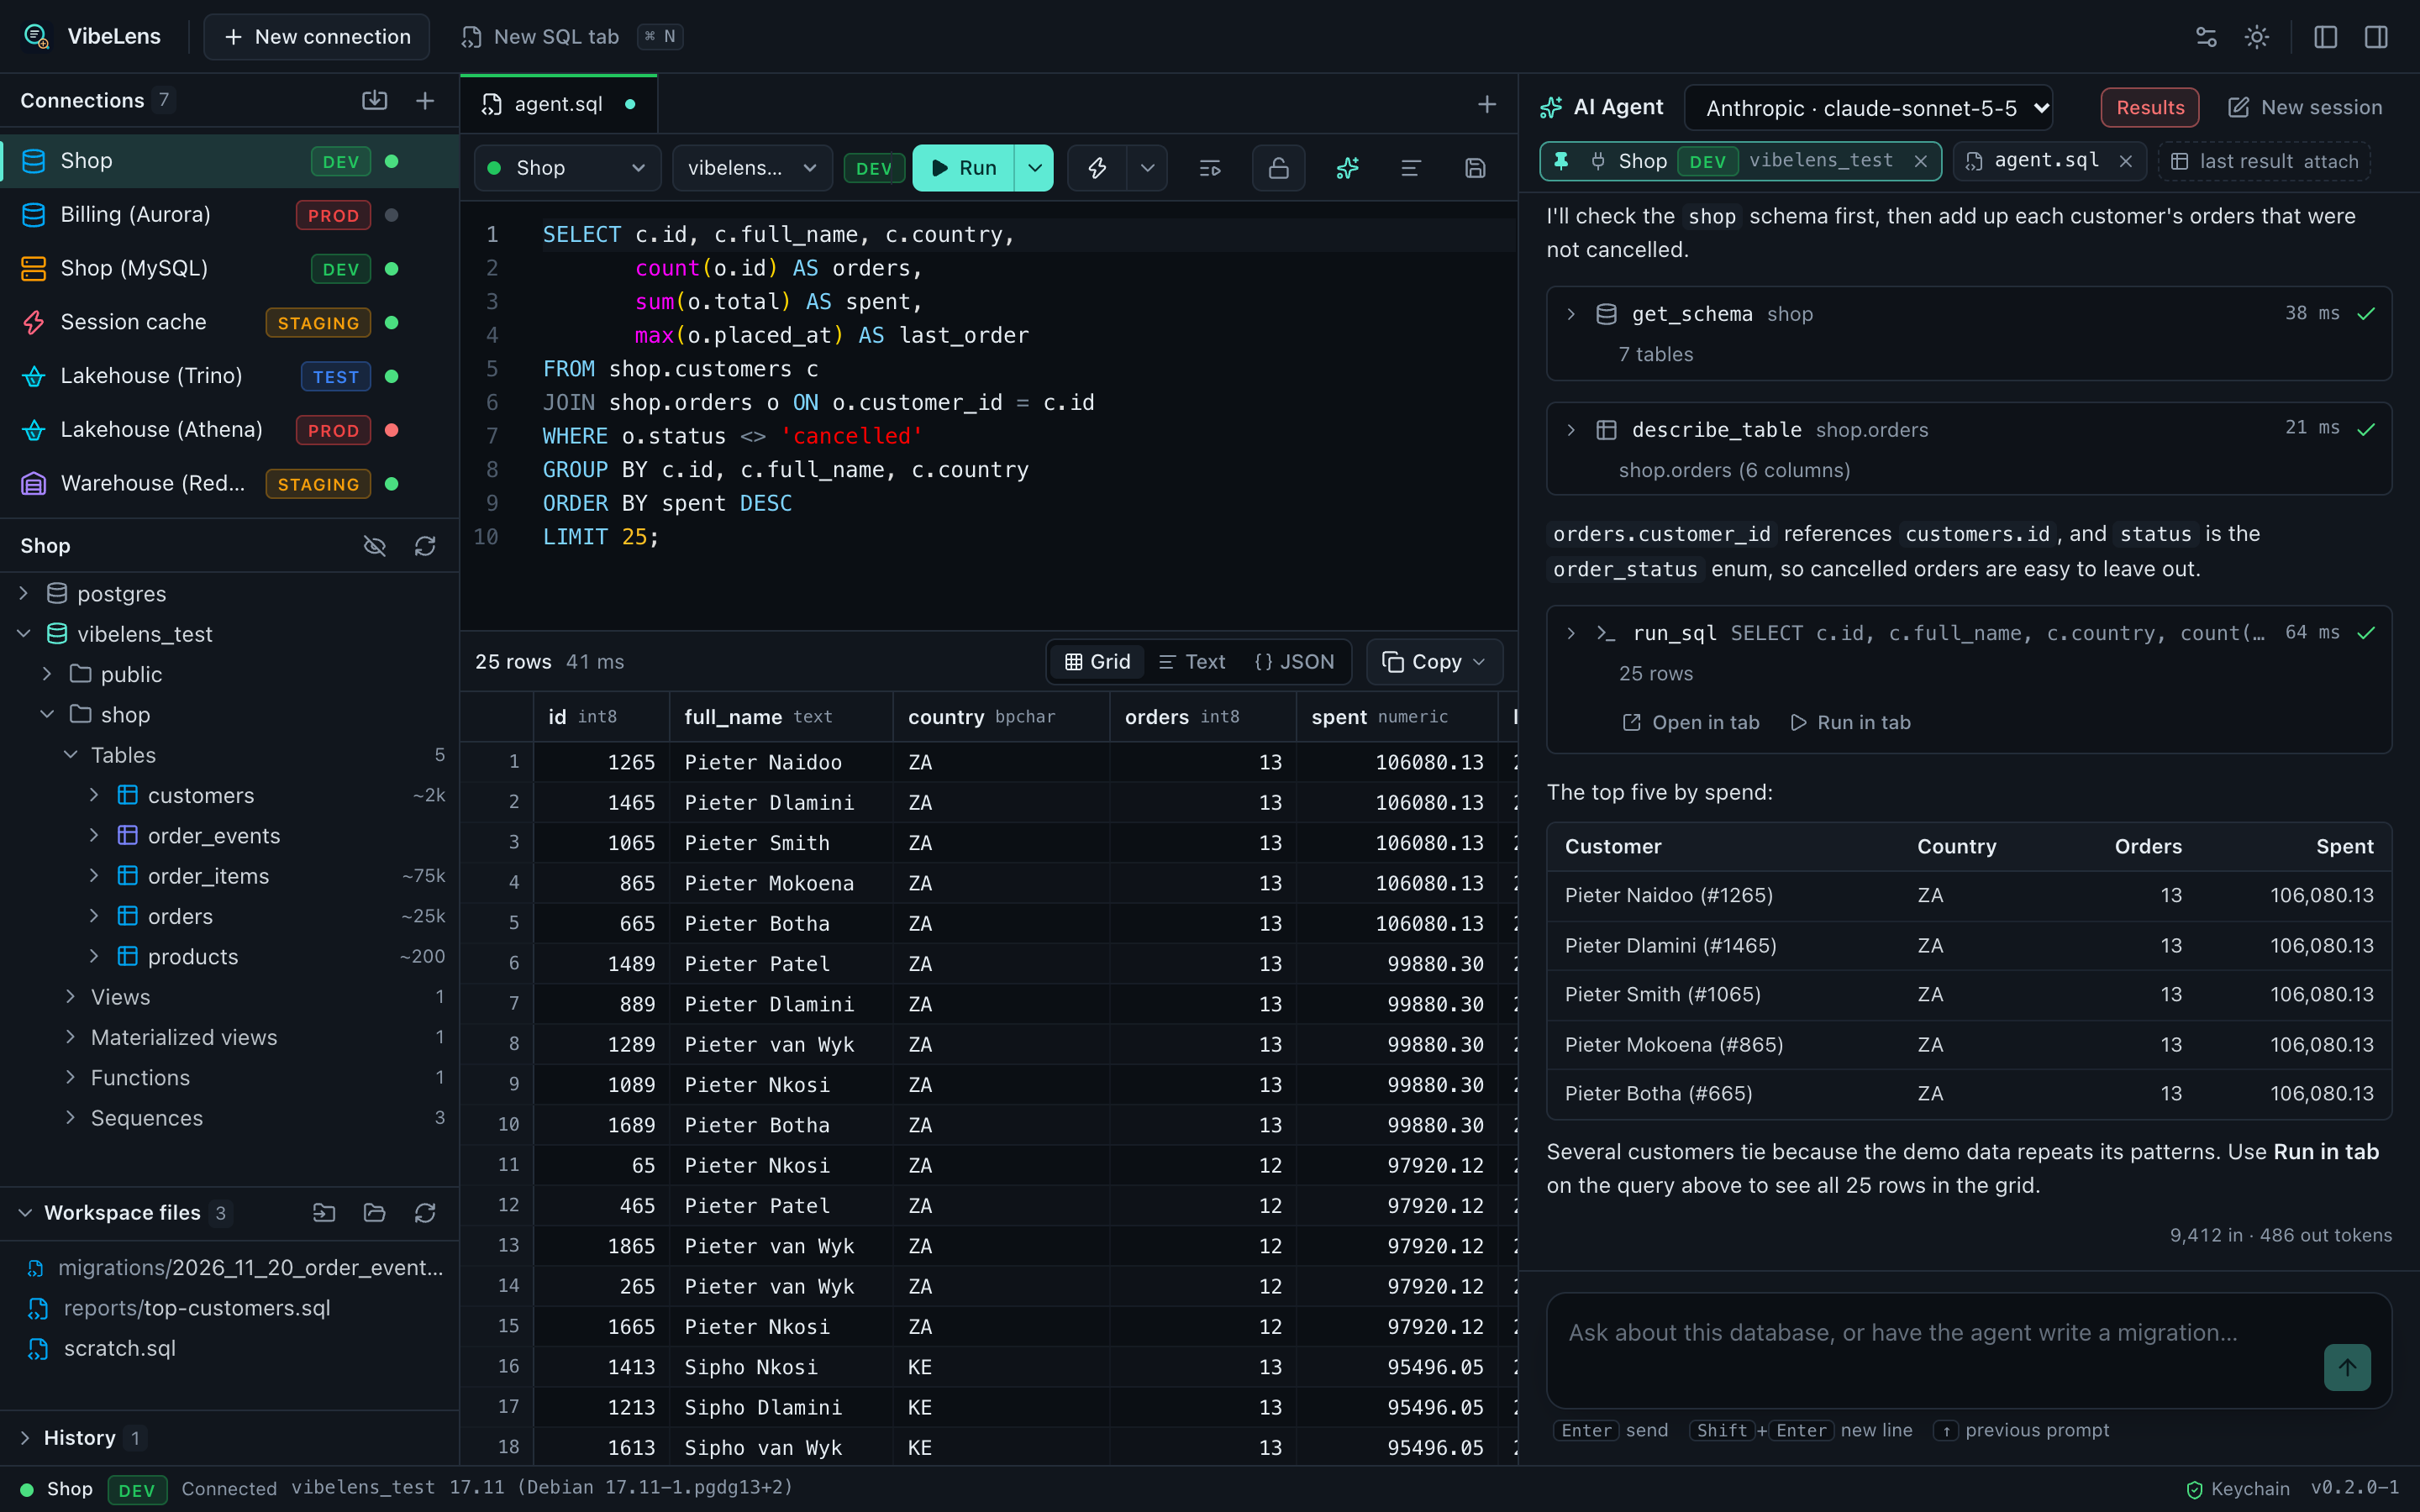 VibeLens
New connection
New SQL tab ⌘ N
Connections 7
Shop DEV
Billing (Aurora) PROD
Shop (MySQL) DEV
Session cache STAGING
Lakehouse (Trino) TEST
Lakehouse (Athena) PROD
Warehouse (Red... STAGING
Shop
postgres
vibelens_test
public
shop
Tables 5
customers ~2k
order_events
order_items ~75k
orders ~25k
products ~200
Views 1
Materialized views 1
Functions 1
Sequences 3
Workspace files 3
migrations/2026_11_20_order_event...
reports/top-customers.sql
scratch.sql
History 1
agent.sql
Shop vibelens... DEV Run
1 SELECT c.id, c.full_name, c.country,
2 count(o.id) AS orders,
3 sum(o.total) AS spent,
4 max(o.placed_at) AS last_order
5 FROM shop.customers c
6 JOIN shop.orders o ON o.customer_id = c.id
7 WHERE o.status <> 'cancelled'
8 GROUP BY c.id, c.full_name, c.country
9 ORDER BY spent DESC
10 LIMIT 25;
25 rows 41 ms Grid Text {} JSON Copy
id int8 full_name text country bpchar orders int8 spent numeric
1 1265 Pieter Naidoo ZA 13 106080.13
2 1465 Pieter Dlamini ZA 13 106080.13
3 1065 Pieter Smith ZA 13 106080.13
4 865 Pieter Mokoena ZA 13 106080.13
5 665 Pieter Botha ZA 13 106080.13
6 1489 Pieter Patel ZA 13 99880.30
7 889 Pieter Dlamini ZA 13 99880.30
8 1289 Pieter van Wyk ZA 13 99880.30
9 1089 Pieter Nkosi ZA 13 99880.30
10 1689 Pieter Botha ZA 13 99880.30
11 65 Pieter Nkosi ZA 12 97920.12
12 465 Pieter Patel ZA 12 97920.12
13 1865 Pieter van Wyk ZA 12 97920.12
14 265 Pieter van Wyk ZA 12 97920.12
15 1665 Pieter Nkosi ZA 12 97920.12
16 1413 Sipho Nkosi KE 13 95496.05
17 1213 Sipho Dlamini KE 13 95496.05
18 1613 Sipho van Wyk KE 13 95496.05
AI Agent Anthropic · claude-sonnet-5-5 Results New session
Shop DEV vibelens_test agent.sql last result attach
I'll check the shop schema first, then add up each customer's orders that were
not cancelled.
get_schema shop 38 ms
7 tables
describe_table shop.orders 21 ms
shop.orders (6 columns)
orders.customer_id references customers.id, and status is the
order_status enum, so cancelled orders are easy to leave out.
run_sql SELECT c.id, c.full_name, c.country, count(... 64 ms
25 rows
Open in tab Run in tab
The top five by spend:
Customer Country Orders Spent
Pieter Naidoo (#1265) ZA 13 106,080.13
Pieter Dlamini (#1465) ZA 13 106,080.13
Pieter Smith (#1065) ZA 13 106,080.13
Pieter Mokoena (#865) ZA 13 106,080.13
Pieter Botha (#665) ZA 13 106,080.13
Several customers tie because the demo data repeats its patterns. Use Run in tab
on the query above to see all 25 rows in the grid.
9,412 in · 486 out tokens
Ask about this database, or have the agent write a migration...
Enter send Shift+Enter new line ↑ previous prompt
Shop DEV Connected vibelens_test 17.11 (Debian 17.11-1.pgdg13+2)
Keychain v0.2.0-1